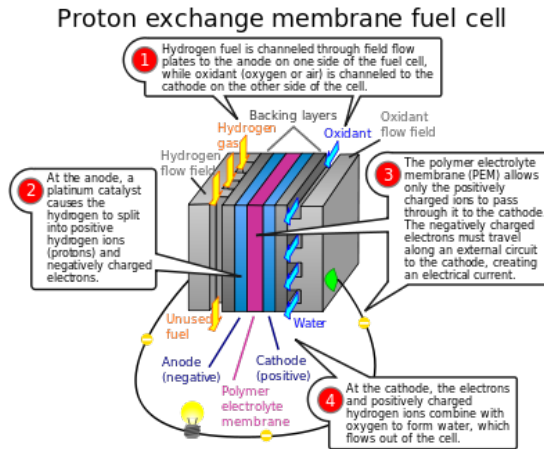 Proton exchange membrane fuel cell
1
Hydrogen fuel is channeled through field flow
plates to the anode on one side of the fuel cell,
while oxidant (oxygen or air) is channeled to the
cathode on the other side of the cell.
Backing layers
Oxidant
flow field
Hydrogen
gas
Oxidant
Hydrogen
flow field
2
At the anode, a
platinum catalyst
causes the
hydrogen to split
into positive
hydrogen ions
(protons) and
negatively charged
electrons.
3
The polymer electrolyte
membrane (PEM) allows
only the positively
charged ions to pass
through it to the cathode.
The negatively charged
electrons must travel
along an external circuit
to the cathode, creating
an electrical current.
Unused
fuel
Water
Anode
(negative)
Cathode
(positive)
Polymer
electrolyte
membrane
4
At the cathode, the electrons
and positively charged
hydrogen ions combine with
oxygen to form water, which
flows out of the cell.